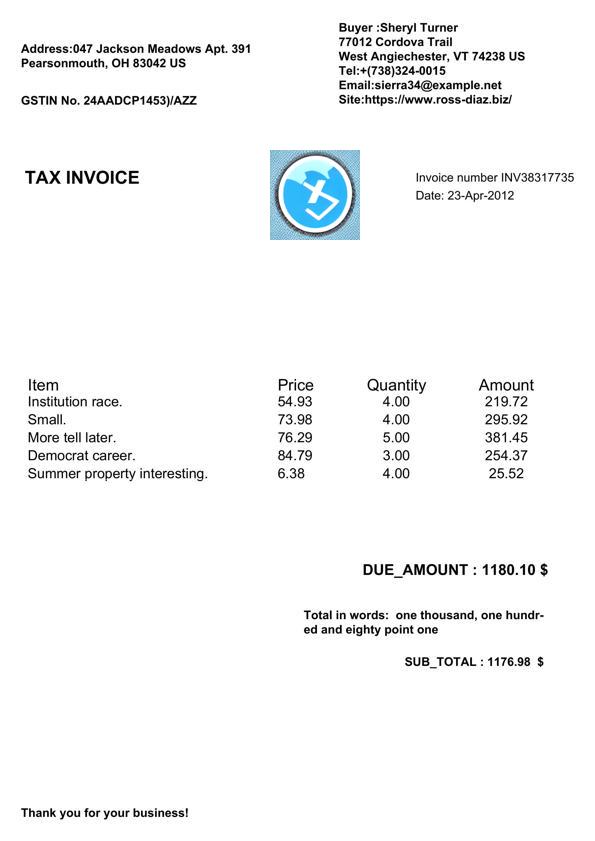 Address:047 Jackson Meadows Apt. 391
Pearsonmouth, OH 83042 US
GSTIN No. 24AADCP1453)/AZZ
Buyer :Sheryl Turner
77012 Cordova Trail
West Angiechester, VT 74238 US
Tel:+(738)324-0015
Email:sierra34@example.net
Site:https://www.ross-diaz.biz/
TAX INVOICE
Invoice number INV38317735
Date: 23-Apr-2012
Item Price Quantity Amount
Institution race. 54.93 4.00 219.72
Small. 73.98 4.00 295.92
More tell later. 76.29 5.00 381.45
Democrat career. 84.79 3.00 254.37
Summer property interesting. 6.38 4.00 25.52
DUE_AMOUNT : 1180.10 $
Total in words: one thousand, one hundr-
ed and eighty point one
SUB_TOTAL : 1176.98 $
Thank you for your business!